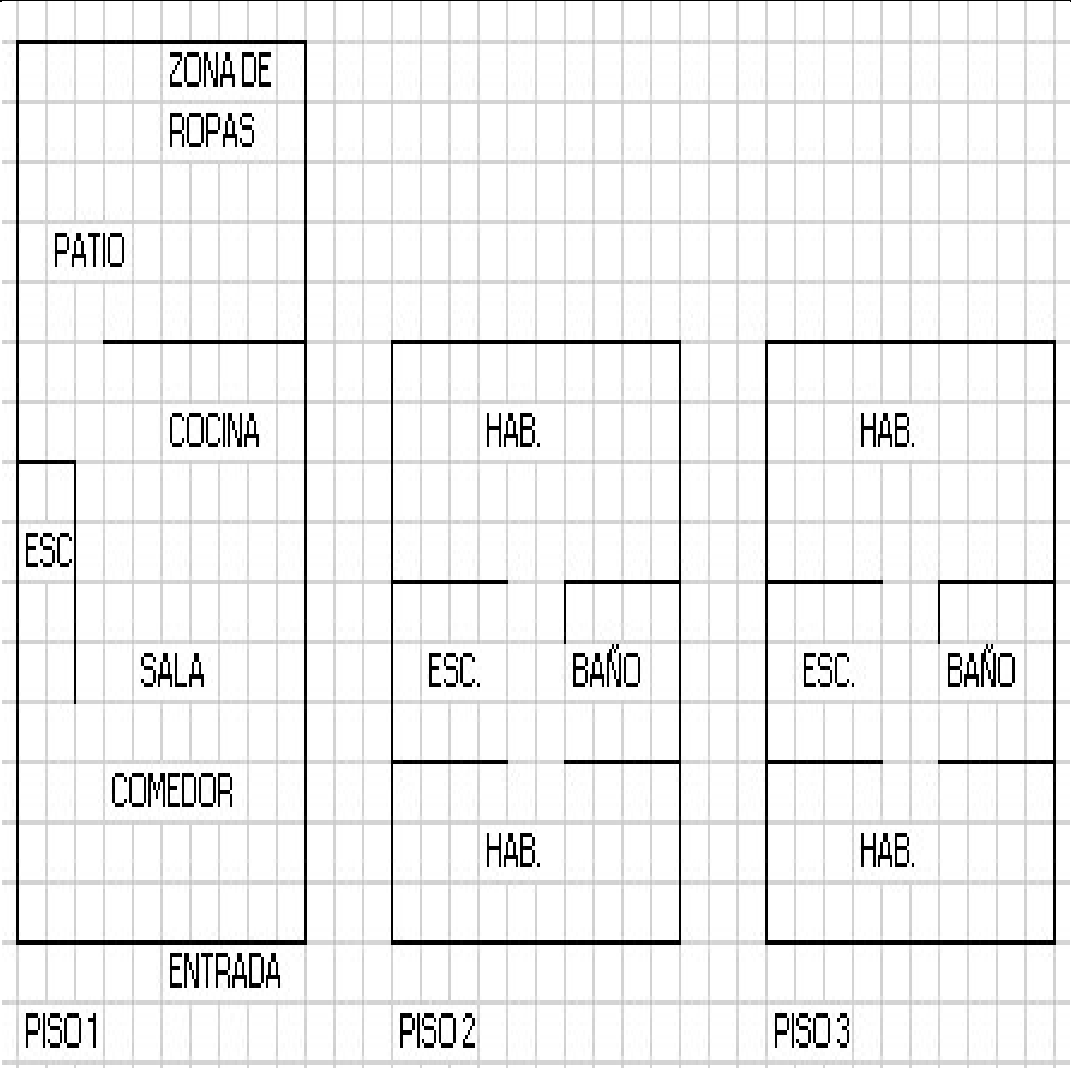 ZONA DE
ROPAS
PATIO
COCINA
ESC
SALA
COMEDOR
ENTRADA
PISO 1
HAB.
ESC.
BAÑO
HAB.
PISO 2
HAB.
ESC.
BAÑO
HAB.
PISO 3